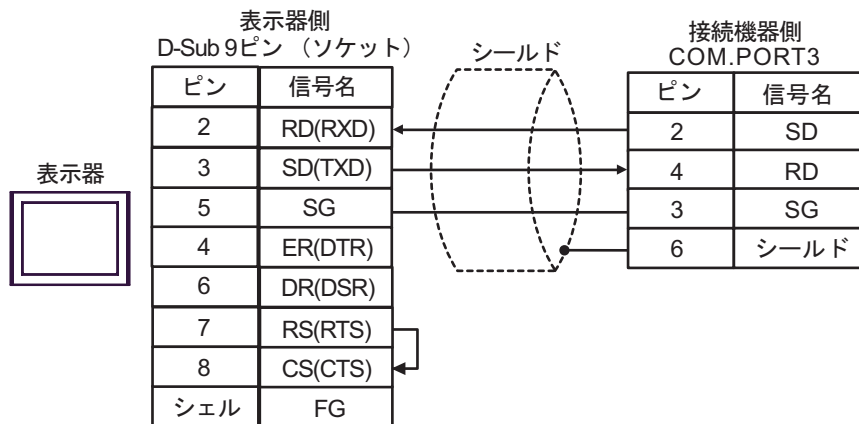 表示器側
D-Sub 9ピン （ソケット）
シールド
接続機器側
COM.PORT3
表示器
ピン 信号名
2 RD(RXD)
3 SD(TXD)
5 SG
4 ER(DTR)
6 DR(DSR)
7 RS(RTS)
8 CS(CTS)
シェル FG
ピン 信号名
2 SD
4 RD
3 SG
6 シールド